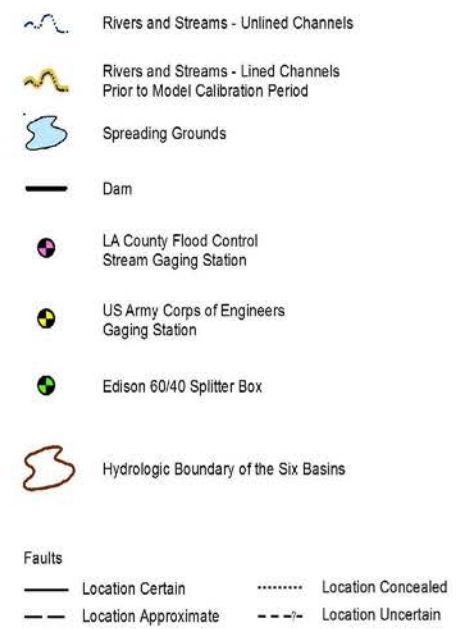 Rivers and Streams - Unlined Channels
Rivers and Streams - Lined Channels
Prior to Model Calibration Period
Spreading Grounds
Dam
LA County Flood Control
Stream Gaging Station
US Army Corps of Engineers
Gaging Station
Edison 60/40 Splitter Box
Hydrologic Boundary of the Six Basins
Faults
Location Certain
Location Concealed
Location Approximate
? Location Uncertain